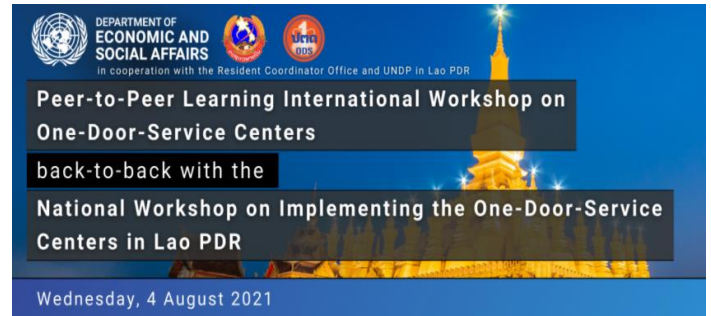 DEPARTMENT OF
ECONOMIC AND
SOCIAL AFFAIRS
ODS
in cooperation with the Resident Coordinator Office and UNDP in Lao PDR
Peer-to-Peer Learning International Workshop on
One-Door-Service Centers
back-to-back with the
National Workshop on Implementing the One-Door-Service
Centers in Lao PDR
Wednesday, 4 August 2021